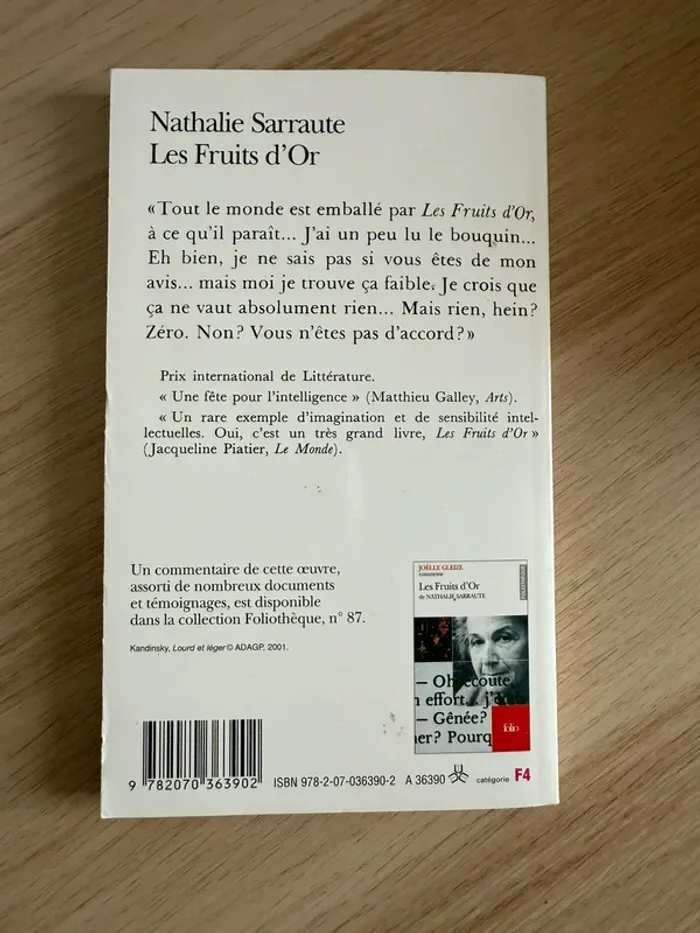 Nathalie Sarraute
Les Fruits d'Or
«Tout le monde est emballé par Les Fruits d'Or,
à ce qu'il paraît... J'ai un peu lu le bouquin...
Eh bien, je ne sais pas si vous êtes de mon
avis... mais moi je trouve ça faible. Je crois que
ça ne vaut absolument rien... Mais rien, hein?
Zéro. Non? Vous n'êtes pas d'accord?»
Prix international de Littérature.
« Une fête pour l'intelligence » (Matthieu Galley, Arts).
« Un rare exemple d'imagination et de sensibilité intel-
lectuelles. Oui, c'est un très grand livre, Les Fruits d'Or »
(Jacqueline Piatier, Le Monde).
Un commentaire de cette œuvre,
assorti de nombreux documents
et témoignages, est disponible
dans la collection Foliothèque, n° 87.
Kandinsky, Lourd et léger © ADAGP, 2001.
JOËLLE GLEIZE
commente
Les Fruits d'Or
de NATHALIE SARRAUTE
FOLIOTHÈQUE
— Oh écoute
effort... j'
— Gênée?
er? Pourq
folio
9 782070 363902
ISBN 978-2-07-036390-2 A 36390 catégorie F4